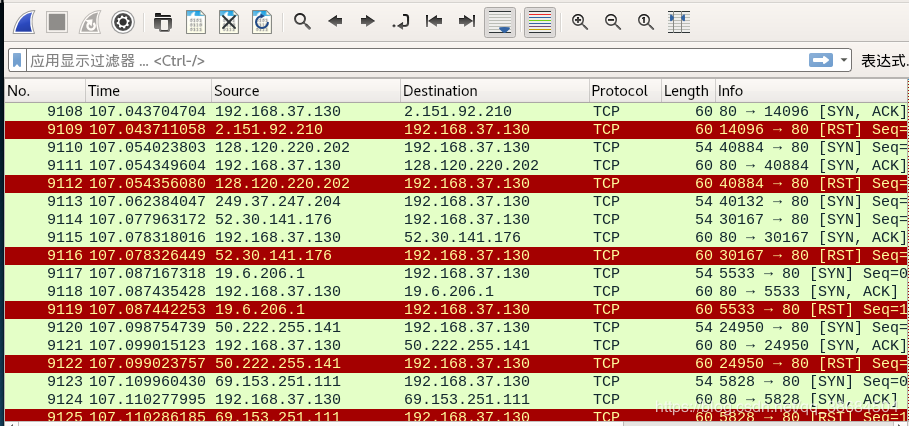 应用显示过滤器 … <Ctrl-/> 表达式
No. Time Source Destination Protocol Length Info
9108 107.043704704 192.168.37.130 2.151.92.210 TCP 60 80 → 14096 [SYN, ACK]
9109 107.043711058 2.151.92.210 192.168.37.130 TCP 60 14096 → 80 [RST] Seq=
9110 107.054023803 128.120.220.202 192.168.37.130 TCP 54 40884 → 80 [SYN] Seq=
9111 107.054349604 192.168.37.130 128.120.220.202 TCP 60 80 → 40884 [SYN, ACK]
9112 107.054356080 128.120.220.202 192.168.37.130 TCP 60 40884 → 80 [RST] Seq=
9113 107.062384047 249.37.247.204 192.168.37.130 TCP 54 40132 → 80 [SYN] Seq=
9114 107.077963172 52.30.141.176 192.168.37.130 TCP 54 30167 → 80 [SYN] Seq=
9115 107.078318016 192.168.37.130 52.30.141.176 TCP 60 80 → 30167 [SYN, ACK]
9116 107.078326449 52.30.141.176 192.168.37.130 TCP 60 30167 → 80 [RST] Seq=
9117 107.087167318 19.6.206.1 192.168.37.130 TCP 54 5533 → 80 [SYN] Seq=0
9118 107.087435428 192.168.37.130 19.6.206.1 TCP 60 80 → 5533 [SYN, ACK]
9119 107.087442253 19.6.206.1 192.168.37.130 TCP 60 5533 → 80 [RST] Seq=1
9120 107.098754739 50.222.255.141 192.168.37.130 TCP 54 24950 → 80 [SYN] Seq=
9121 107.099015123 192.168.37.130 50.222.255.141 TCP 60 80 → 24950 [SYN, ACK]
9122 107.099023757 50.222.255.141 192.168.37.130 TCP 60 24950 → 80 [RST] Seq=
9123 107.109960430 69.153.251.111 192.168.37.130 TCP 54 5828 → 80 [SYN] Seq=0
9124 107.110277995 192.168.37.130 69.153.251.111 TCP 60 80 → 5828 [SYN, ACK]
9125 107.110286185 69.153.251.111 192.168.37.130 TCP 60 5828 → 80 [RST] Seq=1